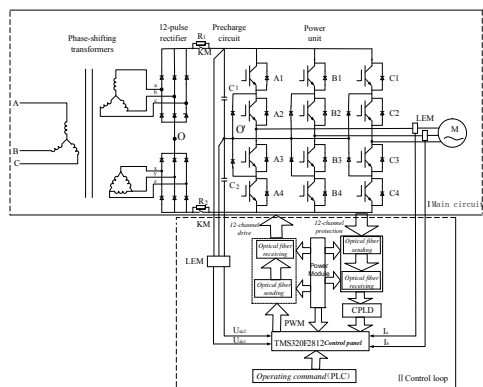 Phase-shifting transformers
12-pulse rectifier
R1
KM
Precharge circuit
Power unit
A
B
C
a
b
c
O
O'
C1
C2
A1
B1
C1
A2
B2
C2
A3
B3
C3
A4
B4
C4
LEM
M
I Main circuit
R2
KM
LEM
12-channel drive
12-channel protection
Optical fiber receiving
Optical fiber sending
Power Module
Optical fiber sending
Optical fiber receiving
PWM
CPLD
Udc2
Udc1
Ia
Ib
TMS320F2812 Control panel
Operating command (PLC)
II Control loop